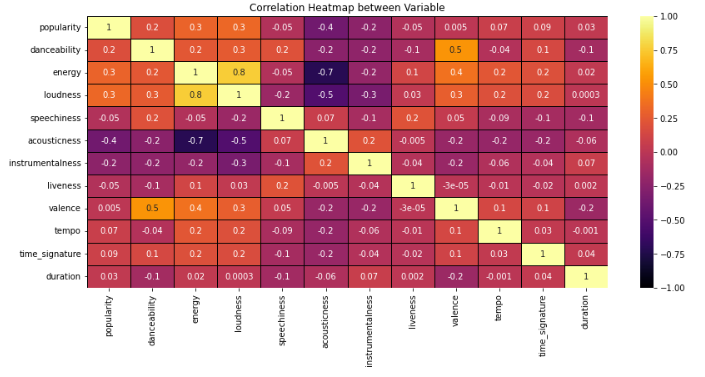 Correlation Heatmap between Variable
popularity 1 0.2 0.3 0.3 -0.05 -0.4 -0.2 -0.05 0.005 0.07 0.09 0.03
danceability 0.2 1 0.2 0.3 0.2 -0.2 -0.2 -0.1 0.5 -0.04 0.1 -0.1
energy 0.3 0.2 1 0.8 -0.05 -0.7 -0.2 0.1 0.4 0.2 0.2 0.02
loudness 0.3 0.3 0.8 1 -0.2 -0.5 -0.3 0.03 0.3 0.2 0.2 0.0003
speechiness -0.05 0.2 -0.05 -0.2 1 0.07 -0.1 0.2 0.05 -0.09 -0.1 -0.1
acousticness -0.4 -0.2 -0.7 -0.5 0.07 1 0.2 -0.005 -0.2 -0.2 -0.2 -0.06
instrumentalness -0.2 -0.2 -0.2 -0.3 -0.1 0.2 1 -0.04 -0.2 -0.06 -0.04 0.07
liveness -0.05 -0.1 0.1 0.03 0.2 -0.005 -0.04 1 -3e-05 -0.01 -0.02 0.002
valence 0.005 0.5 0.4 0.3 0.05 -0.2 -0.2 -3e-05 1 0.1 0.1 -0.2
tempo 0.07 -0.04 0.2 0.2 -0.09 -0.2 -0.06 -0.01 0.1 1 0.03 -0.001
time_signature 0.09 0.1 0.2 0.2 -0.1 -0.2 -0.04 -0.02 0.1 0.03 1 0.04
duration 0.03 -0.1 0.02 0.0003 -0.1 -0.06 0.07 0.002 -0.2 -0.001 0.04 1
popularity
danceability
energy
loudness
speechiness
acousticness
instrumentalness
liveness
valence
tempo
time_signature
duration
1.00
0.75
0.50
0.25
0.00
−0.25
−0.50
−0.75
−1.00